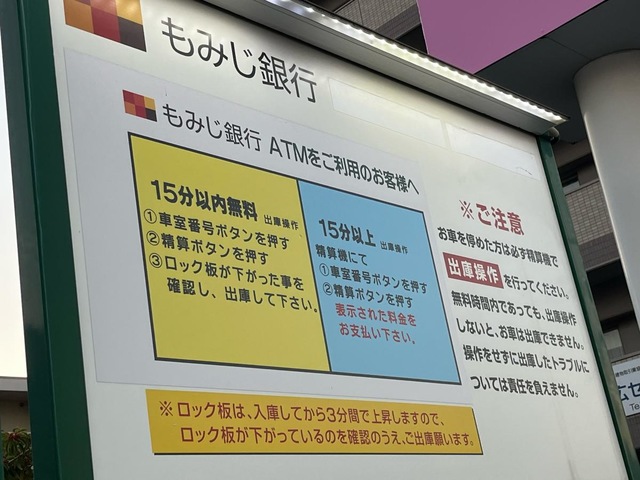 もみじ銀行
もみじ銀行 ATMをご利用のお客様へ
15分以内無料 出庫操作
①車室番号ボタンを押す
②精算ボタンを押す
③ロック板が下がった事を
確認し、出庫して下さい。
15分以上 出庫操作
精算機にて
①車室番号ボタンを押す
②精算ボタンを押す
表示された料金を
お支払い下さい。
※ご注意
お車を停めた方は必ず精算機で
出庫操作を行ってください。
無料時間内であっても、出庫操作
しないと、お車は出庫できません。
操作をせずに出庫したトラブルに
ついては責任を負えません。
※ロック板は、入庫してから3分間で上昇しますので、
ロック板が下がっているのを確認のうえ、ご出庫願います。